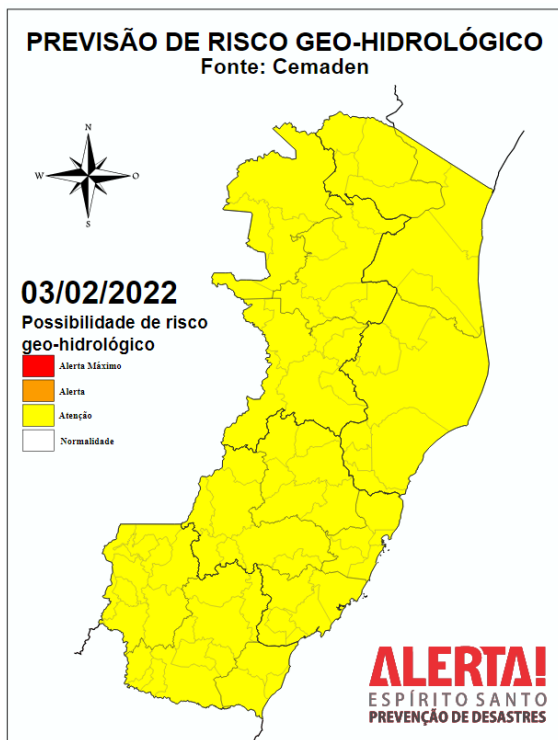 PREVISÃO DE RISCO GEO-HIDROLÓGICO
Fonte: Cemaden
N
W
O
S
03/02/2022
Possibilidade de risco
geo-hidrológico
Alerta Máximo
Alerta
Atenção
Normalidade
ALERTA!
ESPÍRITO SANTO
PREVENÇÃO DE DESASTRES